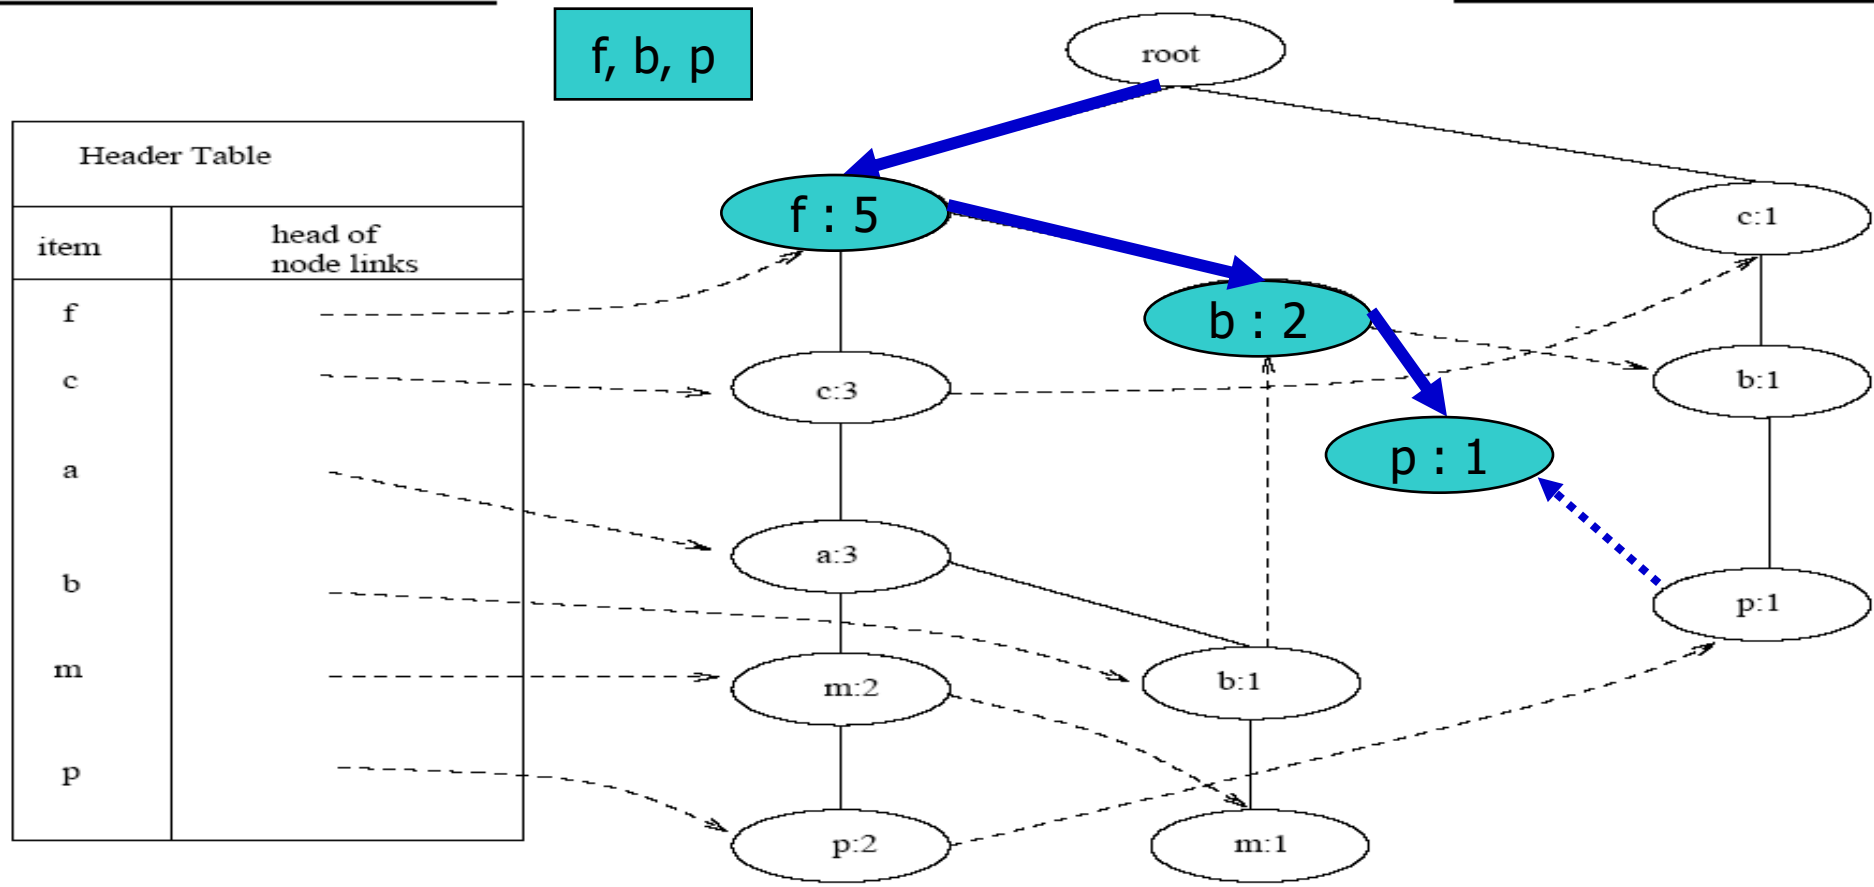 f, b, p
root
Header Table
item
head of
node links
f
c
a
b
m
p
f : 5
c:1
b : 2
c:3
b:1
p : 1
a:3
p:1
m:2
b:1
p:2
m:1